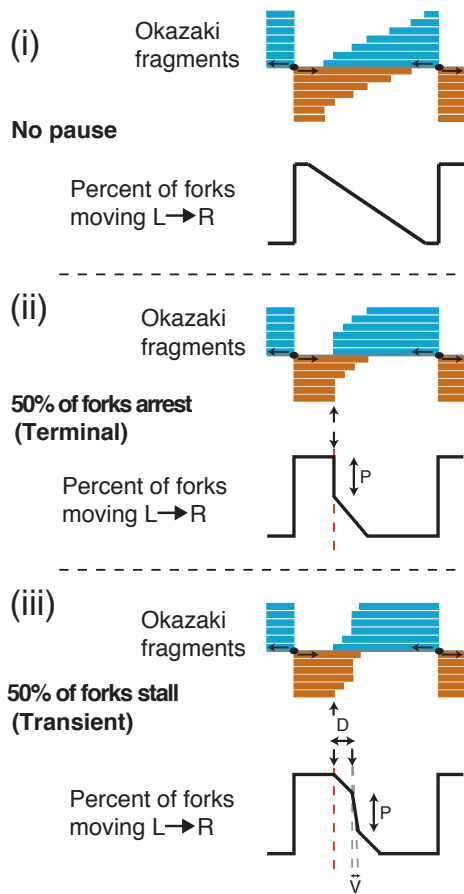 (i)
Okazaki
fragments
No pause
Percent of forks
moving L→R
(ii)
Okazaki
fragments
50% of forks arrest
(Terminal)
P
Percent of forks
moving L→R
(iii)
Okazaki
fragments
50% of forks stall
(Transient)
D
Percent of forks
moving L→R
P
V